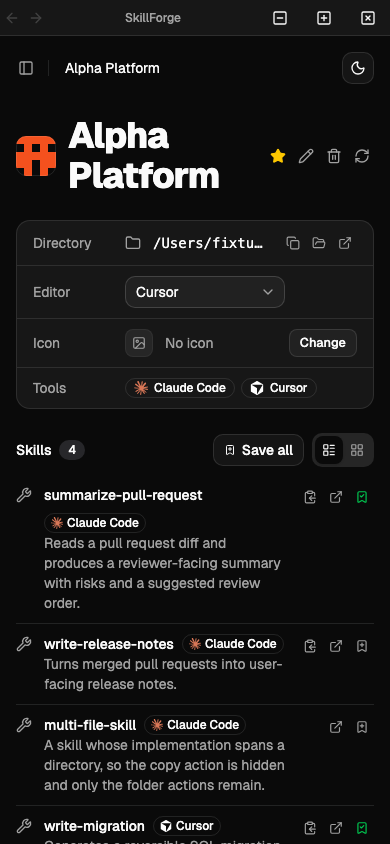 SkillForge
Alpha Platform
Alpha
Platform
Directory
/Users/fixtu…
Editor
Cursor
Icon
No icon
Change
Tools
Claude Code
Cursor
Skills 4
Save all
summarize-pull-request
Claude Code
Reads a pull request diff and
produces a reviewer-facing summary
with risks and a suggested review
order.
write-release-notes Claude Code
Turns merged pull requests into user-
facing release notes.
multi-file-skill Claude Code
A skill whose implementation spans a
directory, so the copy action is hidden
and only the folder actions remain.
write-migration Cursor